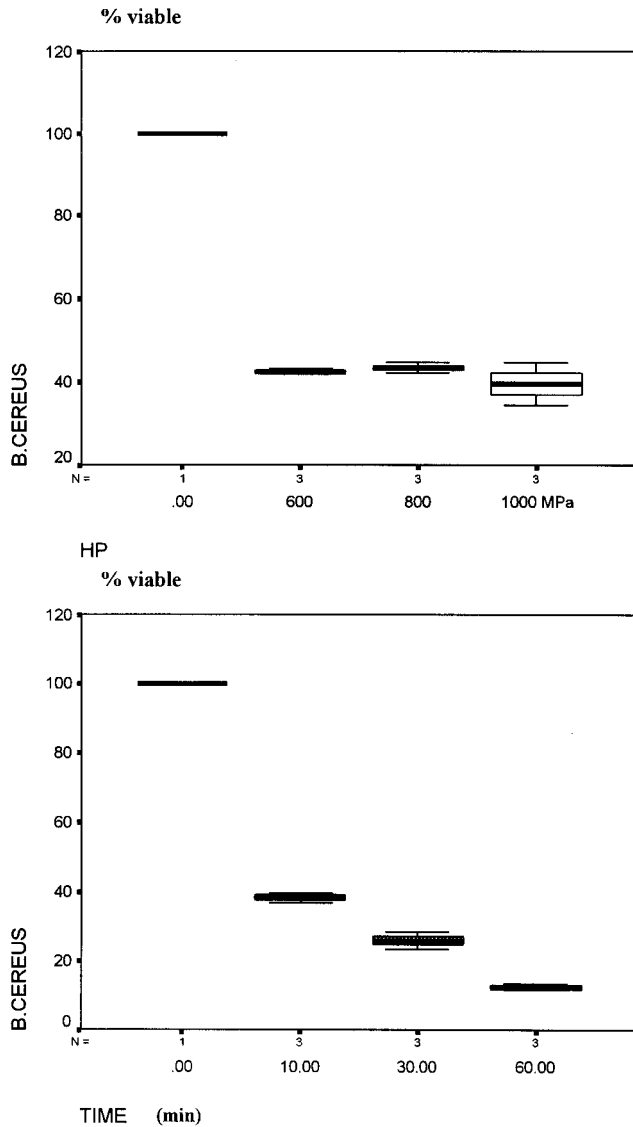 % viable
120
100
80
60
40
20
B.CEREUS
N = 1 3 3 3
.00 600 800 1000 MPa
HP
% viable
120
100
80
60
40
20
0
B.CEREUS
N = 1 3 3 3
.00 10.00 30.00 60.00
TIME (min)